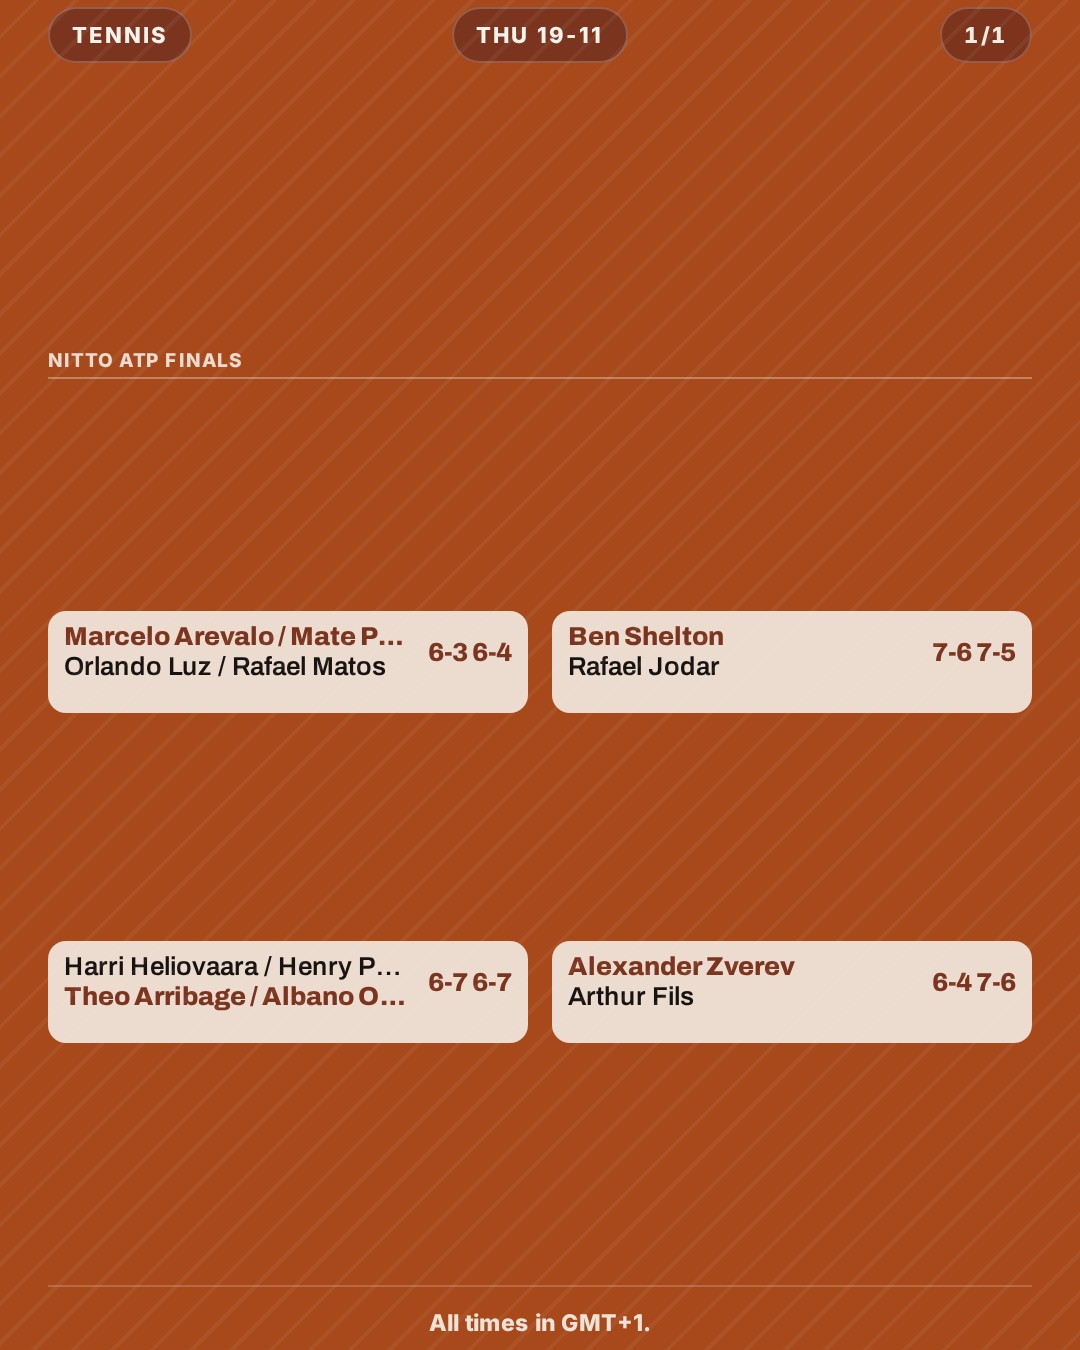 TENNIS
THU 19-11
1/1
NITTO ATP FINALS
Marcelo Arevalo / Mate P...
Orlando Luz / Rafael Matos
6-3 6-4
Ben Shelton
Rafael Jodar
7-6 7-5
Harri Heliovaara / Henry P...
Theo Arribage / Albano O...
6-7 6-7
Alexander Zverev
Arthur Fils
6-4 7-6
All times in GMT+1.